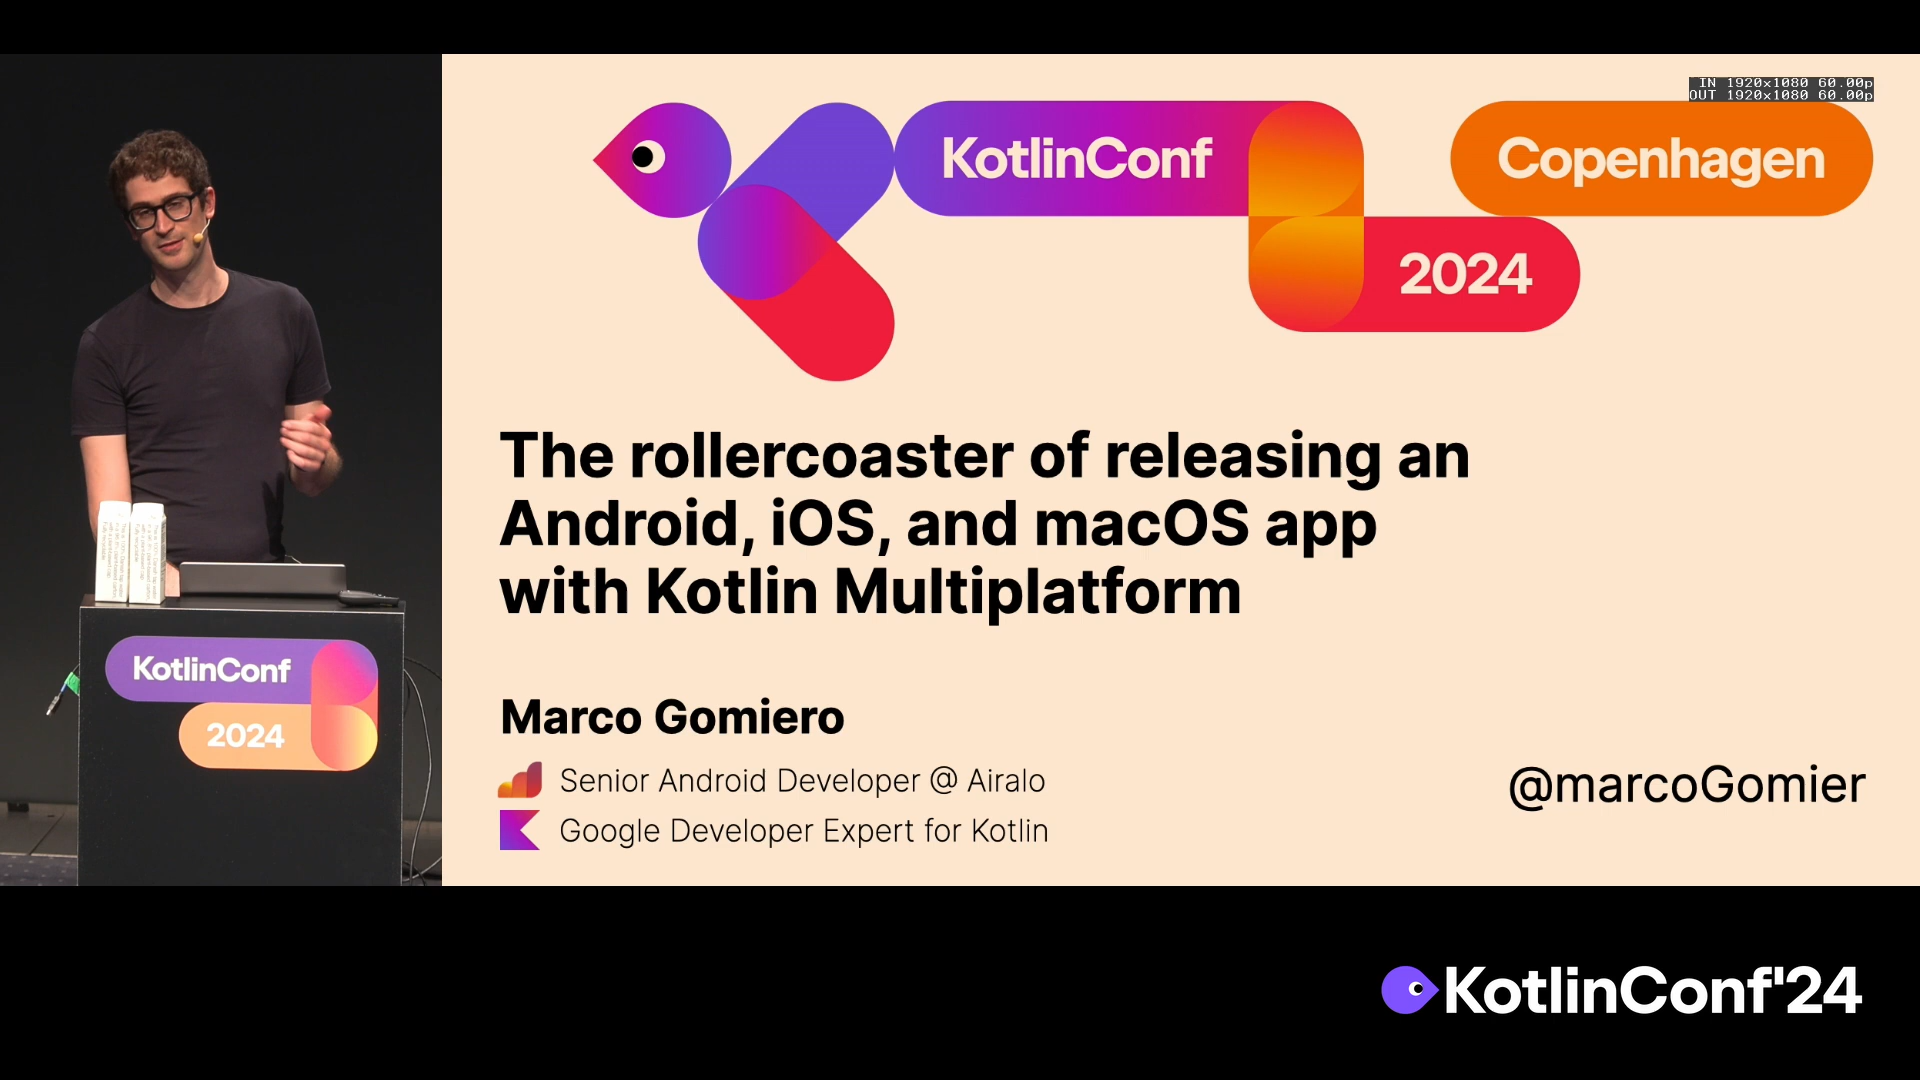 IN 1920x1080 60.00p
OUT 1920x1080 60.00p
KotlinConf
Copenhagen
2024
The rollercoaster of releasing an
Android, iOS, and macOS app
with Kotlin Multiplatform
Marco Gomiero
Senior Android Developer @ Airalo
Google Developer Expert for Kotlin
@marcoGomier
KotlinConf
2024
KotlinConf'24